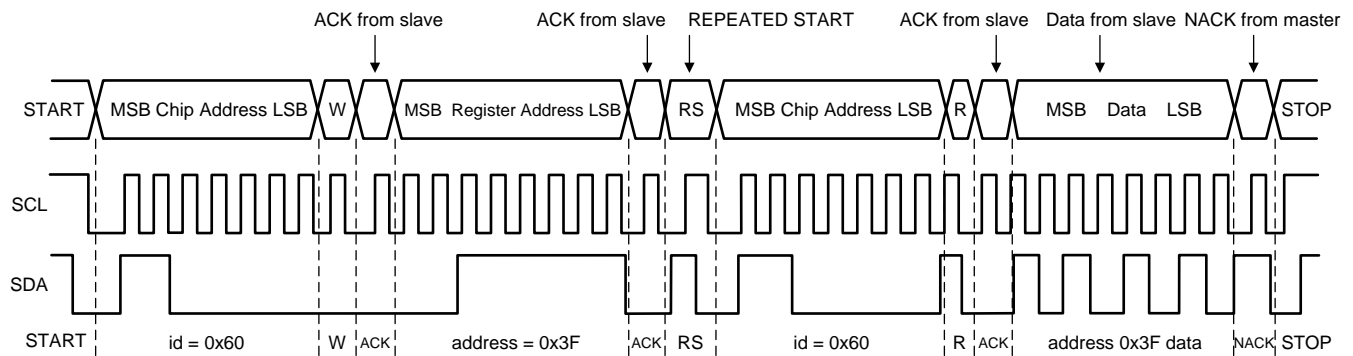 ACK from slave ACK from slave REPEATED START ACK from slave Data from slave NACK from master
START MSB Chip Address LSB W MSB Register Address LSB RS MSB Chip Address LSB R MSB Data LSB STOP
SCL
SDA
START id = 0x60 W ACK address = 0x3F ACK RS id = 0x60 R ACK address 0x3F data NACK STOP